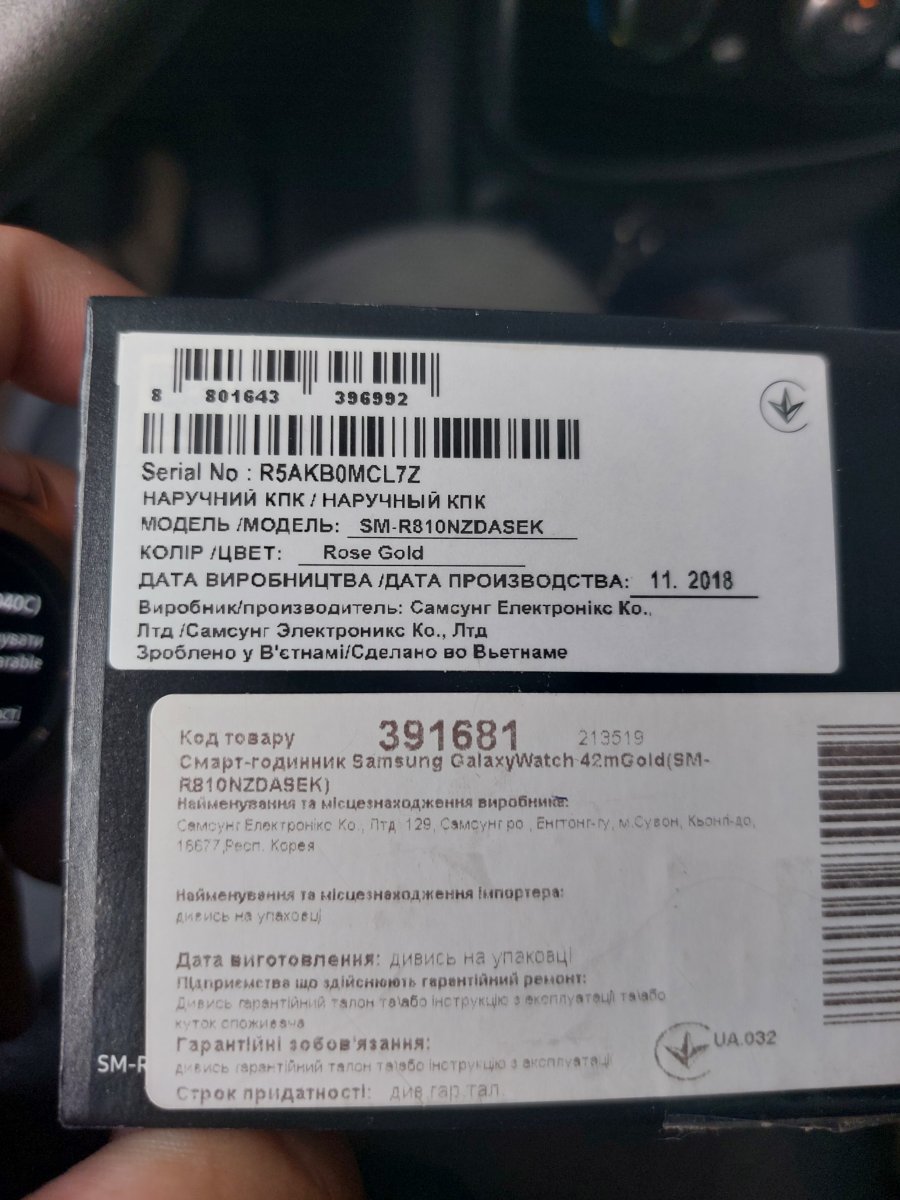 8 801643 396992
Serial No : R5AKB0MCL7Z
НАРУЧНИЙ КПК / НАРУЧНЫЙ КПК
МОДЕЛЬ /МОДЕЛЬ: SM-R810NZDASEK
КОЛІР /ЦВЕТ: Rose Gold
ДАТА ВИРОБНИЦТВА /ДАТА ПРОИЗВОДСТВА: 11. 2018
Виробник/производитель: Самсунг Електронікс Ко.,
Лтд /Самсунг Электроникс Ко., Лтд
Зроблено у В'єтнамі/Сделано во Вьетнаме
Код товару 391681 213519
Смарт-годинник Samsung GalaxyWatch 42mGold(SM-
R810NZDASEK)
Найменування та місцезнаходження виробника:
Самсунг Електронікс Ко., Лтд 129, Самсунгро , Енгтонг-гу, м.Сувон, Кьонгі-до,
16677,Респ. Корея
Найменування та місцезнаходження імпортера:
дивись на упаковці
Дата виготовлення: дивись на упаковці
Підприємства що здійснюють гарантійний ремонт:
Дивись гарантійний талон та\або інструкцію з експлуатації та\або
куток споживача
Гарантійні зобов'язання:
дивись гарантійний талон та\або інструкцію з експлуатації
UA.032
Строк придатності: див.гар.тал.
SM-R
040C)